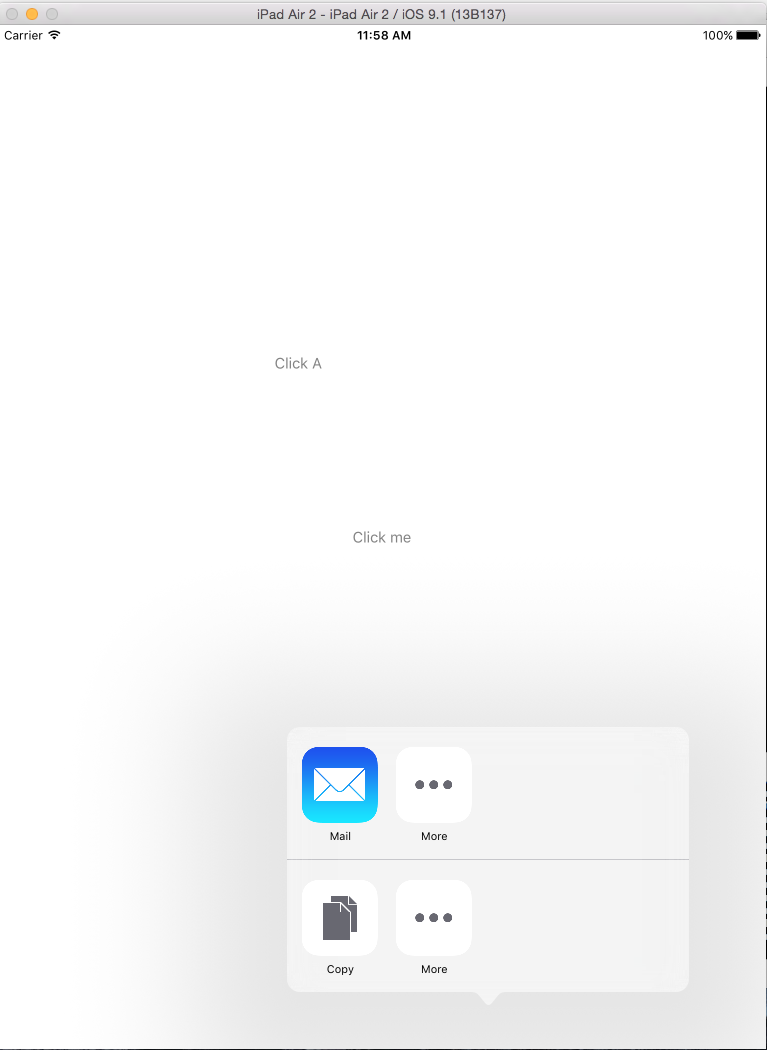 iPad Air 2 - iPad Air 2 / iOS 9.1 (13B137)
Carrier 11:58 AM 100%
Click A
Click me
Mail More
Copy More